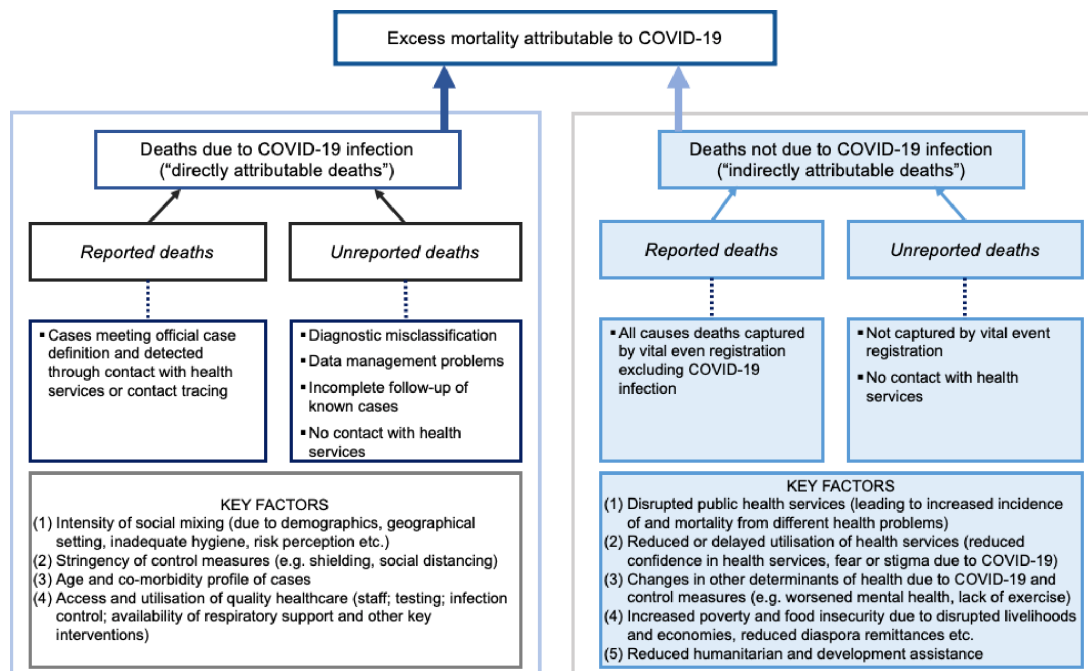 Excess mortality attributable to COVID-19
Deaths due to COVID-19 infection
(“directly attributable deaths”)
Reported deaths
Unreported deaths
▪ Cases meeting official case
definition and detected
through contact with health
services or contact tracing
▪ Diagnostic misclassification
▪ Data management problems
▪ Incomplete follow-up of
known cases
▪ No contact with health
services
KEY FACTORS
(1) Intensity of social mixing (due to demographics, geographical
setting, inadequate hygiene, risk perception etc.)
(2) Stringency of control measures (e.g. shielding, social distancing)
(3) Age and co-morbidity profile of cases
(4) Access and utilisation of quality healthcare (staff; testing; infection
control; availability of respiratory support and other key
interventions)
Deaths not due to COVID-19 infection
(“indirectly attributable deaths”)
Reported deaths
Unreported deaths
▪ All causes deaths captured
by vital even registration
excluding COVID-19
infection
▪ Not captured by vital event
registration
▪ No contact with health
services
KEY FACTORS
(1) Disrupted public health services (leading to increased incidence
of and mortality from different health problems)
(2) Reduced or delayed utilisation of health services (reduced
confidence in health services, fear or stigma due to COVID-19)
(3) Changes in other determinants of health due to COVID-19 and
control measures (e.g. worsened mental health, lack of exercise)
(4) Increased poverty and food insecurity due to disrupted livelihoods
and economies, reduced diaspora remittances etc.
(5) Reduced humanitarian and development assistance